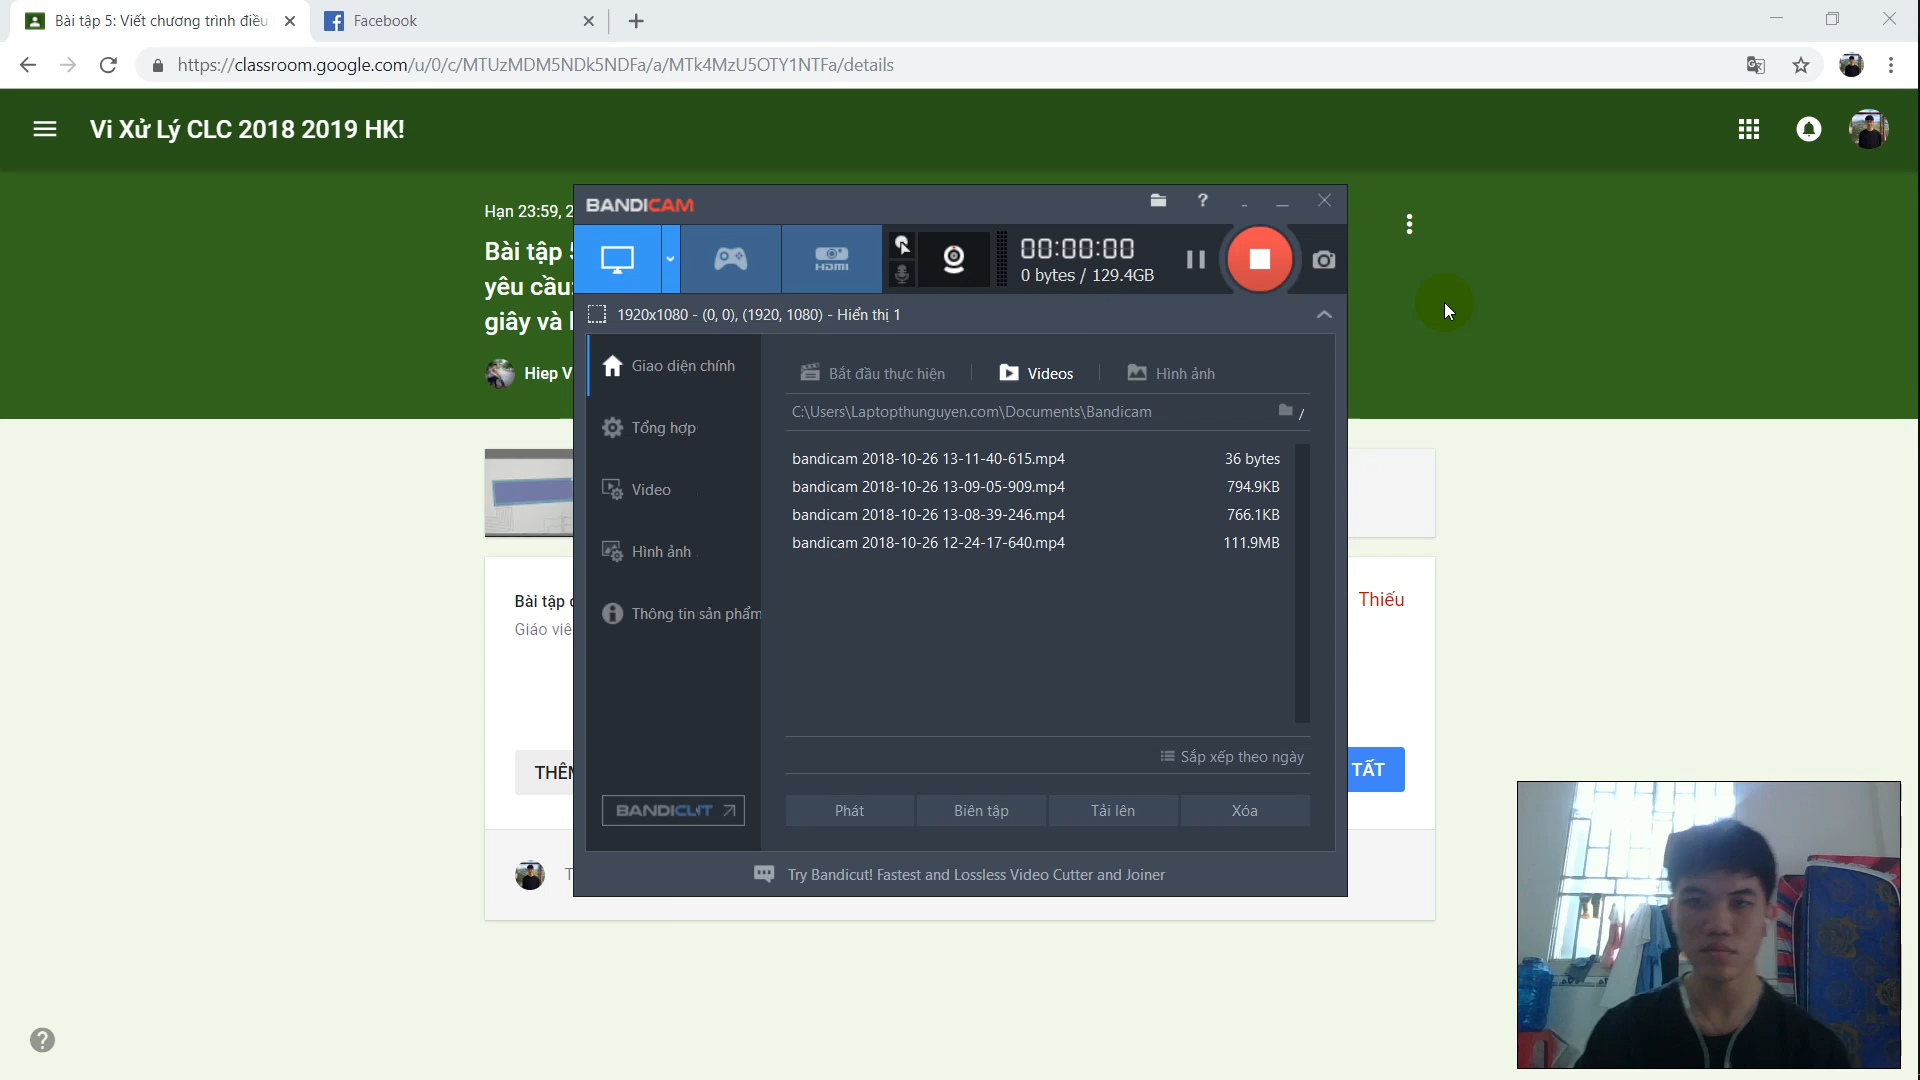 Bài tập 5: Viết chương trình điều
Facebook
https://classroom.google.com/u/0/c/MTUzMDM5NDk5NDFa/a/MTk4MzU5OTY1NTFa/details
Vi Xử Lý CLC 2018 2019 HK!
Hạn 23:59, 2
Bài tập 5
yêu cầu:
giây và
Hiep V
BANDICAM
?
HDMI
00:00:00
0 bytes / 129.4GB
1920x1080 - (0, 0), (1920, 1080) - Hiển thị 1
Giao diện chính
Tổng hợp
Video
Hình ảnh
Thông tin sản phẩm
BANDICUT
Bắt đầu thực hiện
Videos
Hình ảnh
C:\Users\Laptopthunguyen.com\Documents\Bandicam
bandicam 2018-10-26 13-11-40-615.mp4 36 bytes
bandicam 2018-10-26 13-09-05-909.mp4 794.9KB
bandicam 2018-10-26 13-08-39-246.mp4 766.1KB
bandicam 2018-10-26 12-24-17-640.mp4 111.9MB
Sắp xếp theo ngày
Phát
Biên tập
Tải lên
Xóa
Try Bandicut! Fastest and Lossless Video Cutter and Joiner
Bài tập
Giáo viê
Thiếu
THÊM
TẤT
T
?